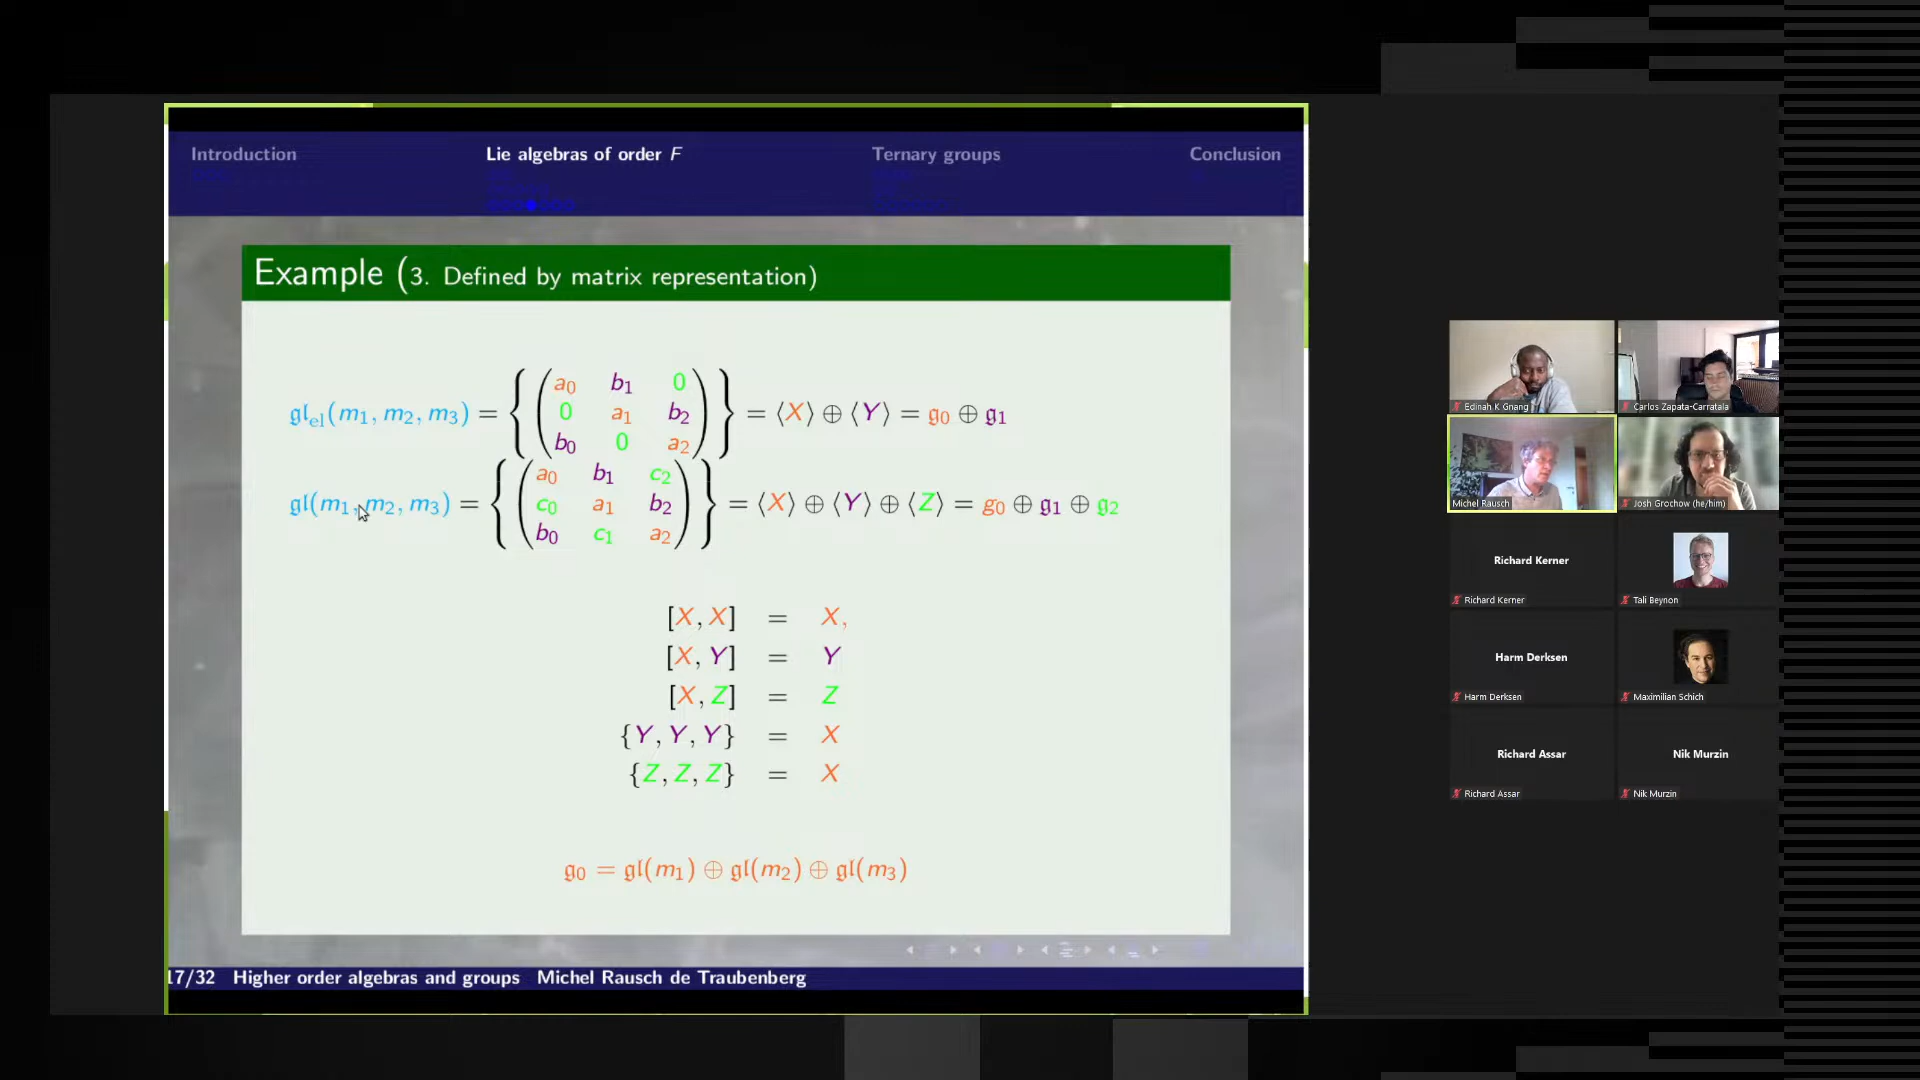 Introduction Lie algebras of order F Ternary groups Conclusion
Example (3. Defined by matrix representation)
𝔤𝔩ₑₗ(m₁, m₂, m₃) = { ( a₀ b₁ 0
0 a₁ b₂
b₀ 0 a₂ ) } = ⟨X⟩ ⊕ ⟨Y⟩ = 𝔤₀ ⊕ 𝔤₁
𝔤𝔩(m₁, m₂, m₃) = { ( a₀ b₁ c₂
c₀ a₁ b₂
b₀ c₁ a₂ ) } = ⟨X⟩ ⊕ ⟨Y⟩ ⊕ ⟨Z⟩ = g₀ ⊕ 𝔤₁ ⊕ 𝔤₂
[X, X] = X,
[X, Y] = Y
[X, Z] = Z
{Y, Y, Y} = X
{Z, Z, Z} = X
𝔤₀ = 𝔤𝔩(m₁) ⊕ 𝔤𝔩(m₂) ⊕ 𝔤𝔩(m₃)
17/32 Higher order algebras and groups Michel Rausch de Traubenberg
Edinah K Gnang
Carlos Zapata-Carratala
Michel Rausch
Josh Grochow (he/him)
Richard Kerner
Richard Kerner
Tali Beynon
Harm Derksen
Harm Derksen
Maximilian Schich
Richard Assar
Nik Murzin
Richard Assar
Nik Murzin